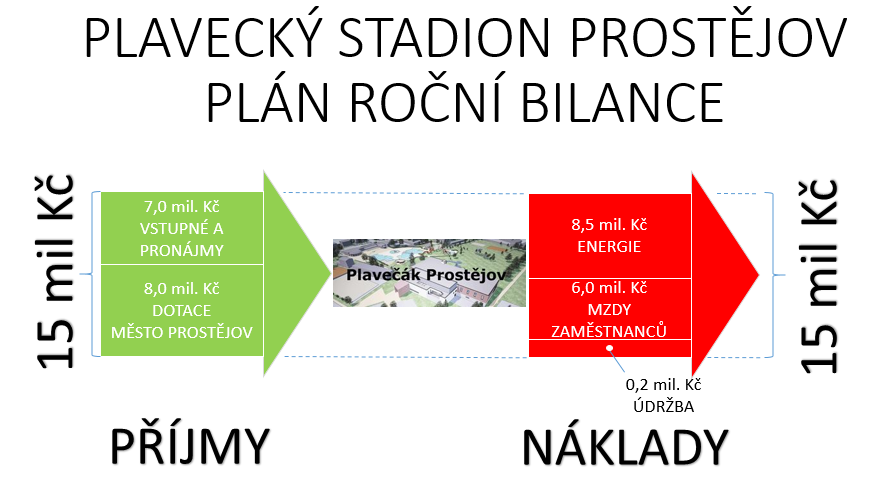 PLAVECKÝ STADION PROSTĚJOV
PLÁN ROČNÍ BILANCE
15 mil Kč
7,0 mil. Kč
VSTUPNÉ A
PRONÁJMY
8,0 mil. Kč
DOTACE
MĚSTO PROSTĚJOV
Plavečák Prostějov
8,5 mil. Kč
ENERGIE
6,0 mil. Kč
MZDY
ZAMĚSTNANCŮ
0,2 mil. Kč
ÚDRŽBA
15 mil Kč
PŘÍJMY
NÁKLADY